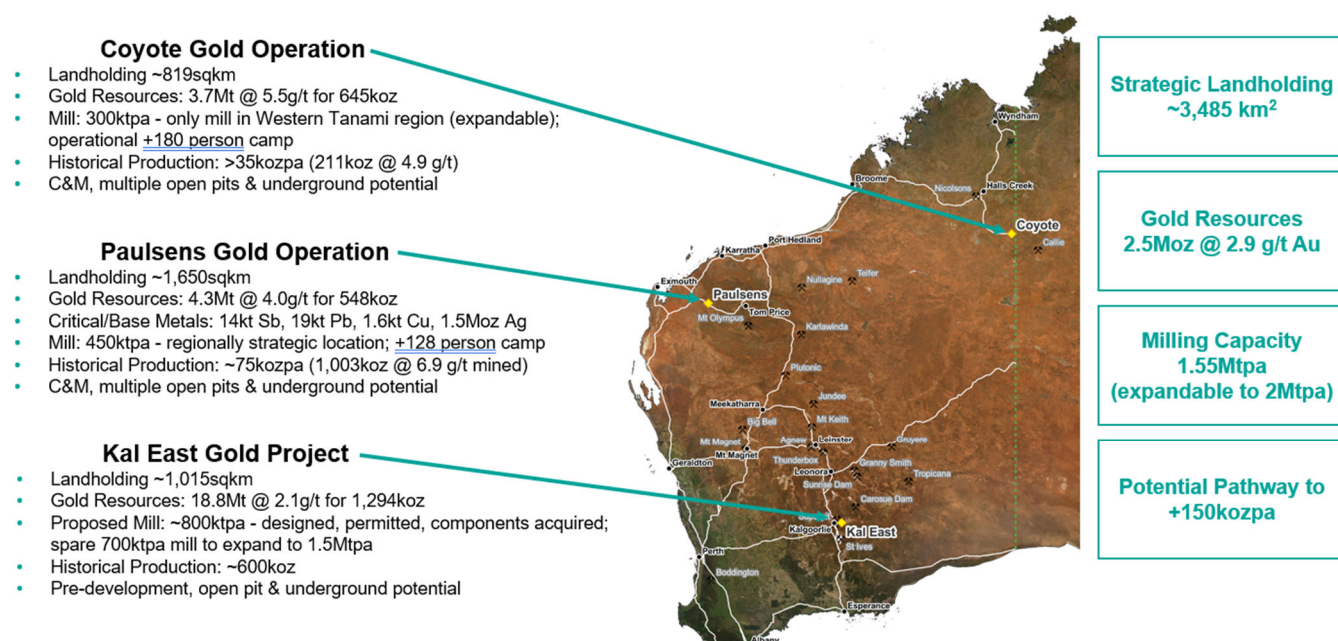 Coyote Gold Operation
• Landholding ~819sqkm
• Gold Resources: 3.7Mt @ 5.5g/t for 645koz
• Mill: 300ktpa - only mill in Western Tanami region (expandable);
operational +180 person camp
• Historical Production: >35kozpa (211koz @ 4.9 g/t)
• C&M, multiple open pits & underground potential
Paulsens Gold Operation
• Landholding ~1,650sqkm
• Gold Resources: 4.3Mt @ 4.0g/t for 548koz
• Critical/Base Metals: 14kt Sb, 19kt Pb, 1.6kt Cu, 1.5Moz Ag
• Mill: 450ktpa - regionally strategic location; +128 person camp
• Historical Production: ~75kozpa (1,003koz @ 6.9 g/t mined)
• C&M, multiple open pits & underground potential
Kal East Gold Project
• Landholding ~1,015sqkm
• Gold Resources: 18.8Mt @ 2.1g/t for 1,294koz
• Proposed Mill: ~800ktpa - designed, permitted, components acquired;
spare 700ktpa mill to expand to 1.5Mtpa
• Historical Production: ~600koz
• Pre-development, open pit & underground potential
Wyndham
Broome
Nicolsons
Halls Creek
Coyote
Callie
Port Hedland
Karratha
Exmouth
Nullagine
Telfer
Paulsens
Tom Price
Mt Olympus
Karlawinda
Plutonic
Jundee
Meekatharra
Mt Keith
Big Bell
Mt Magnet
Mt Magnet
Agnew
Leinster
Gruyere
Thunderbox
Geraldton
Leonora
Granny Smith
Sunrise Dam
Tropicana
Carosue Dam
Kalgoorlie
Kal East
St Ives
Perth
Boddington
Esperance
Albany
Strategic Landholding
~3,485 km²
Gold Resources
2.5Moz @ 2.9 g/t Au
Milling Capacity
1.55Mtpa
(expandable to 2Mtpa)
Potential Pathway to
+150kozpa